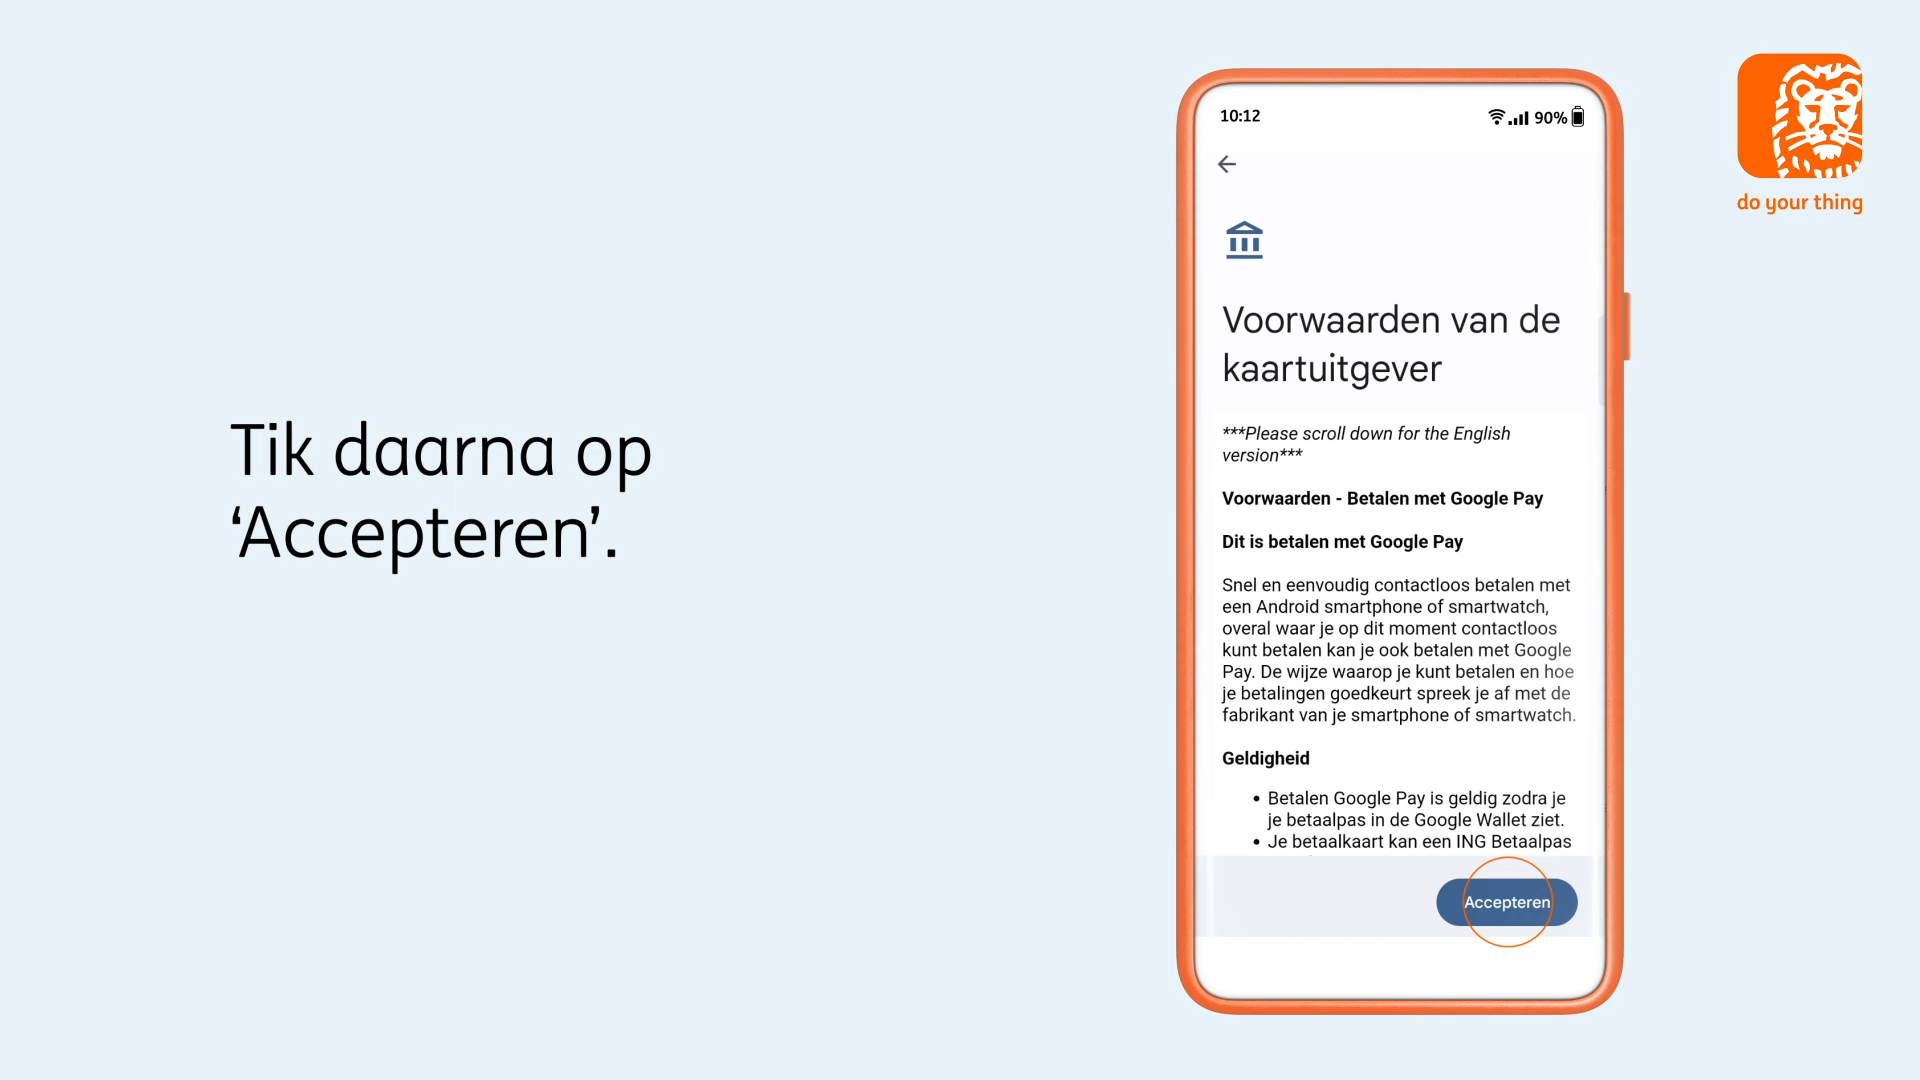 Tik daarna op
‘Accepteren’.
10:12
90%
Voorwaarden van de
kaartuitgever
***Please scroll down for the English
version***
Voorwaarden - Betalen met Google Pay
Dit is betalen met Google Pay
Snel en eenvoudig contactloos betalen met
een Android smartphone of smartwatch,
overal waar je op dit moment contactloos
kunt betalen kan je ook betalen met Google
Pay. De wijze waarop je kunt betalen en hoe
je betalingen goedkeurt spreek je af met de
fabrikant van je smartphone of smartwatch.
Geldigheid
• Betalen Google Pay is geldig zodra je
je betaalpas in de Google Wallet ziet.
• Je betaalkaart kan een ING Betaalpas
Accepteren
do your thing